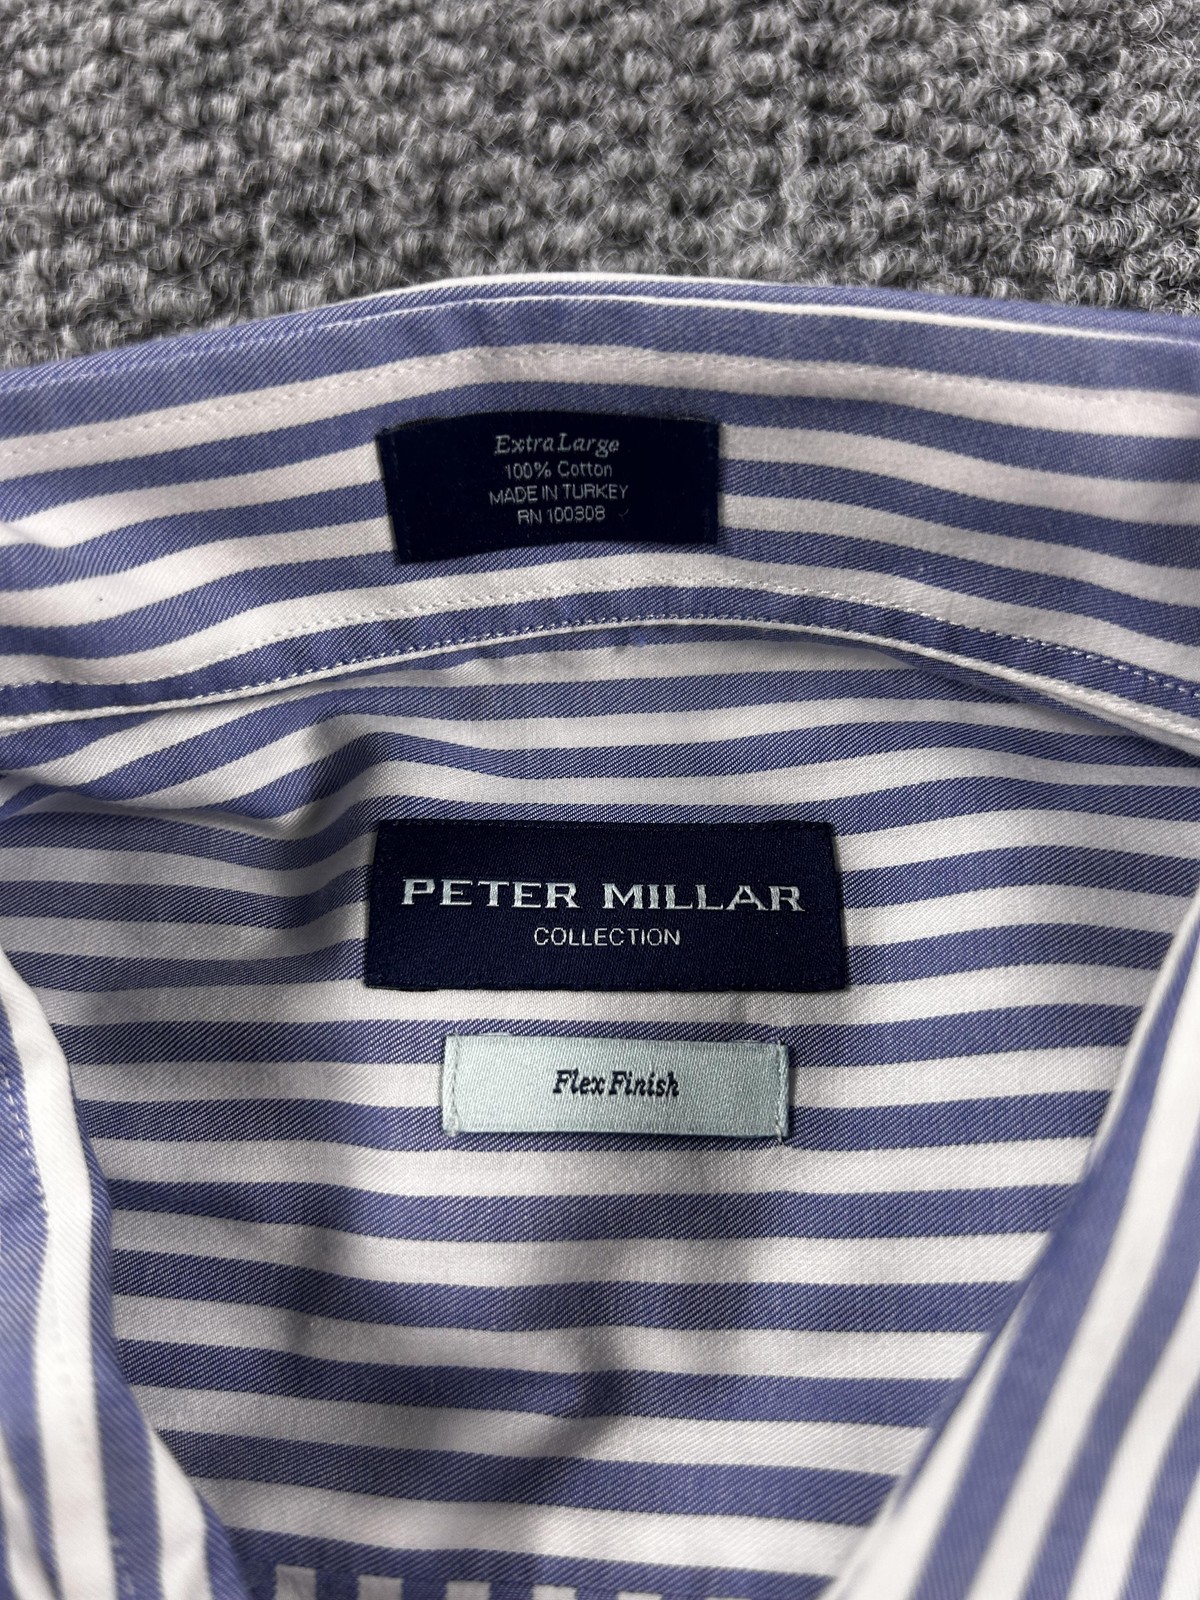 Extra Large
100% Cotton
MADE IN TURKEY
RN 100308
PETER MILLAR
COLLECTION
Flex Finish